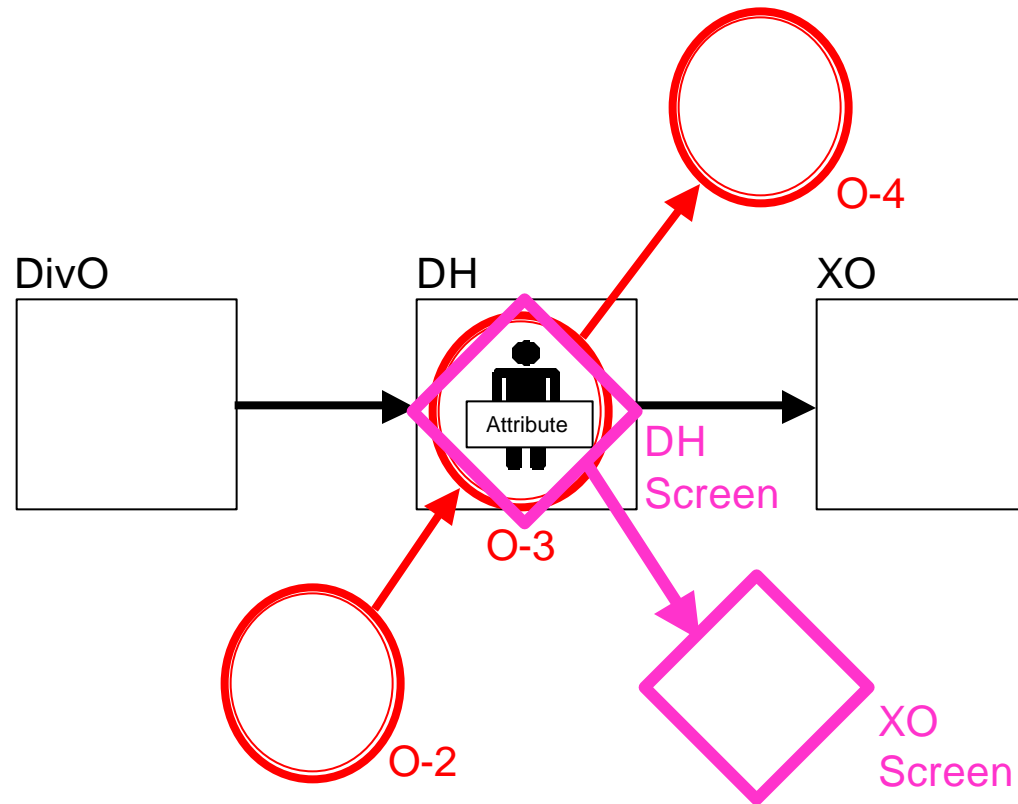 O-4
DivO
DH
XO
Attribute
DH
Screen
O-3
XO
Screen
O-2